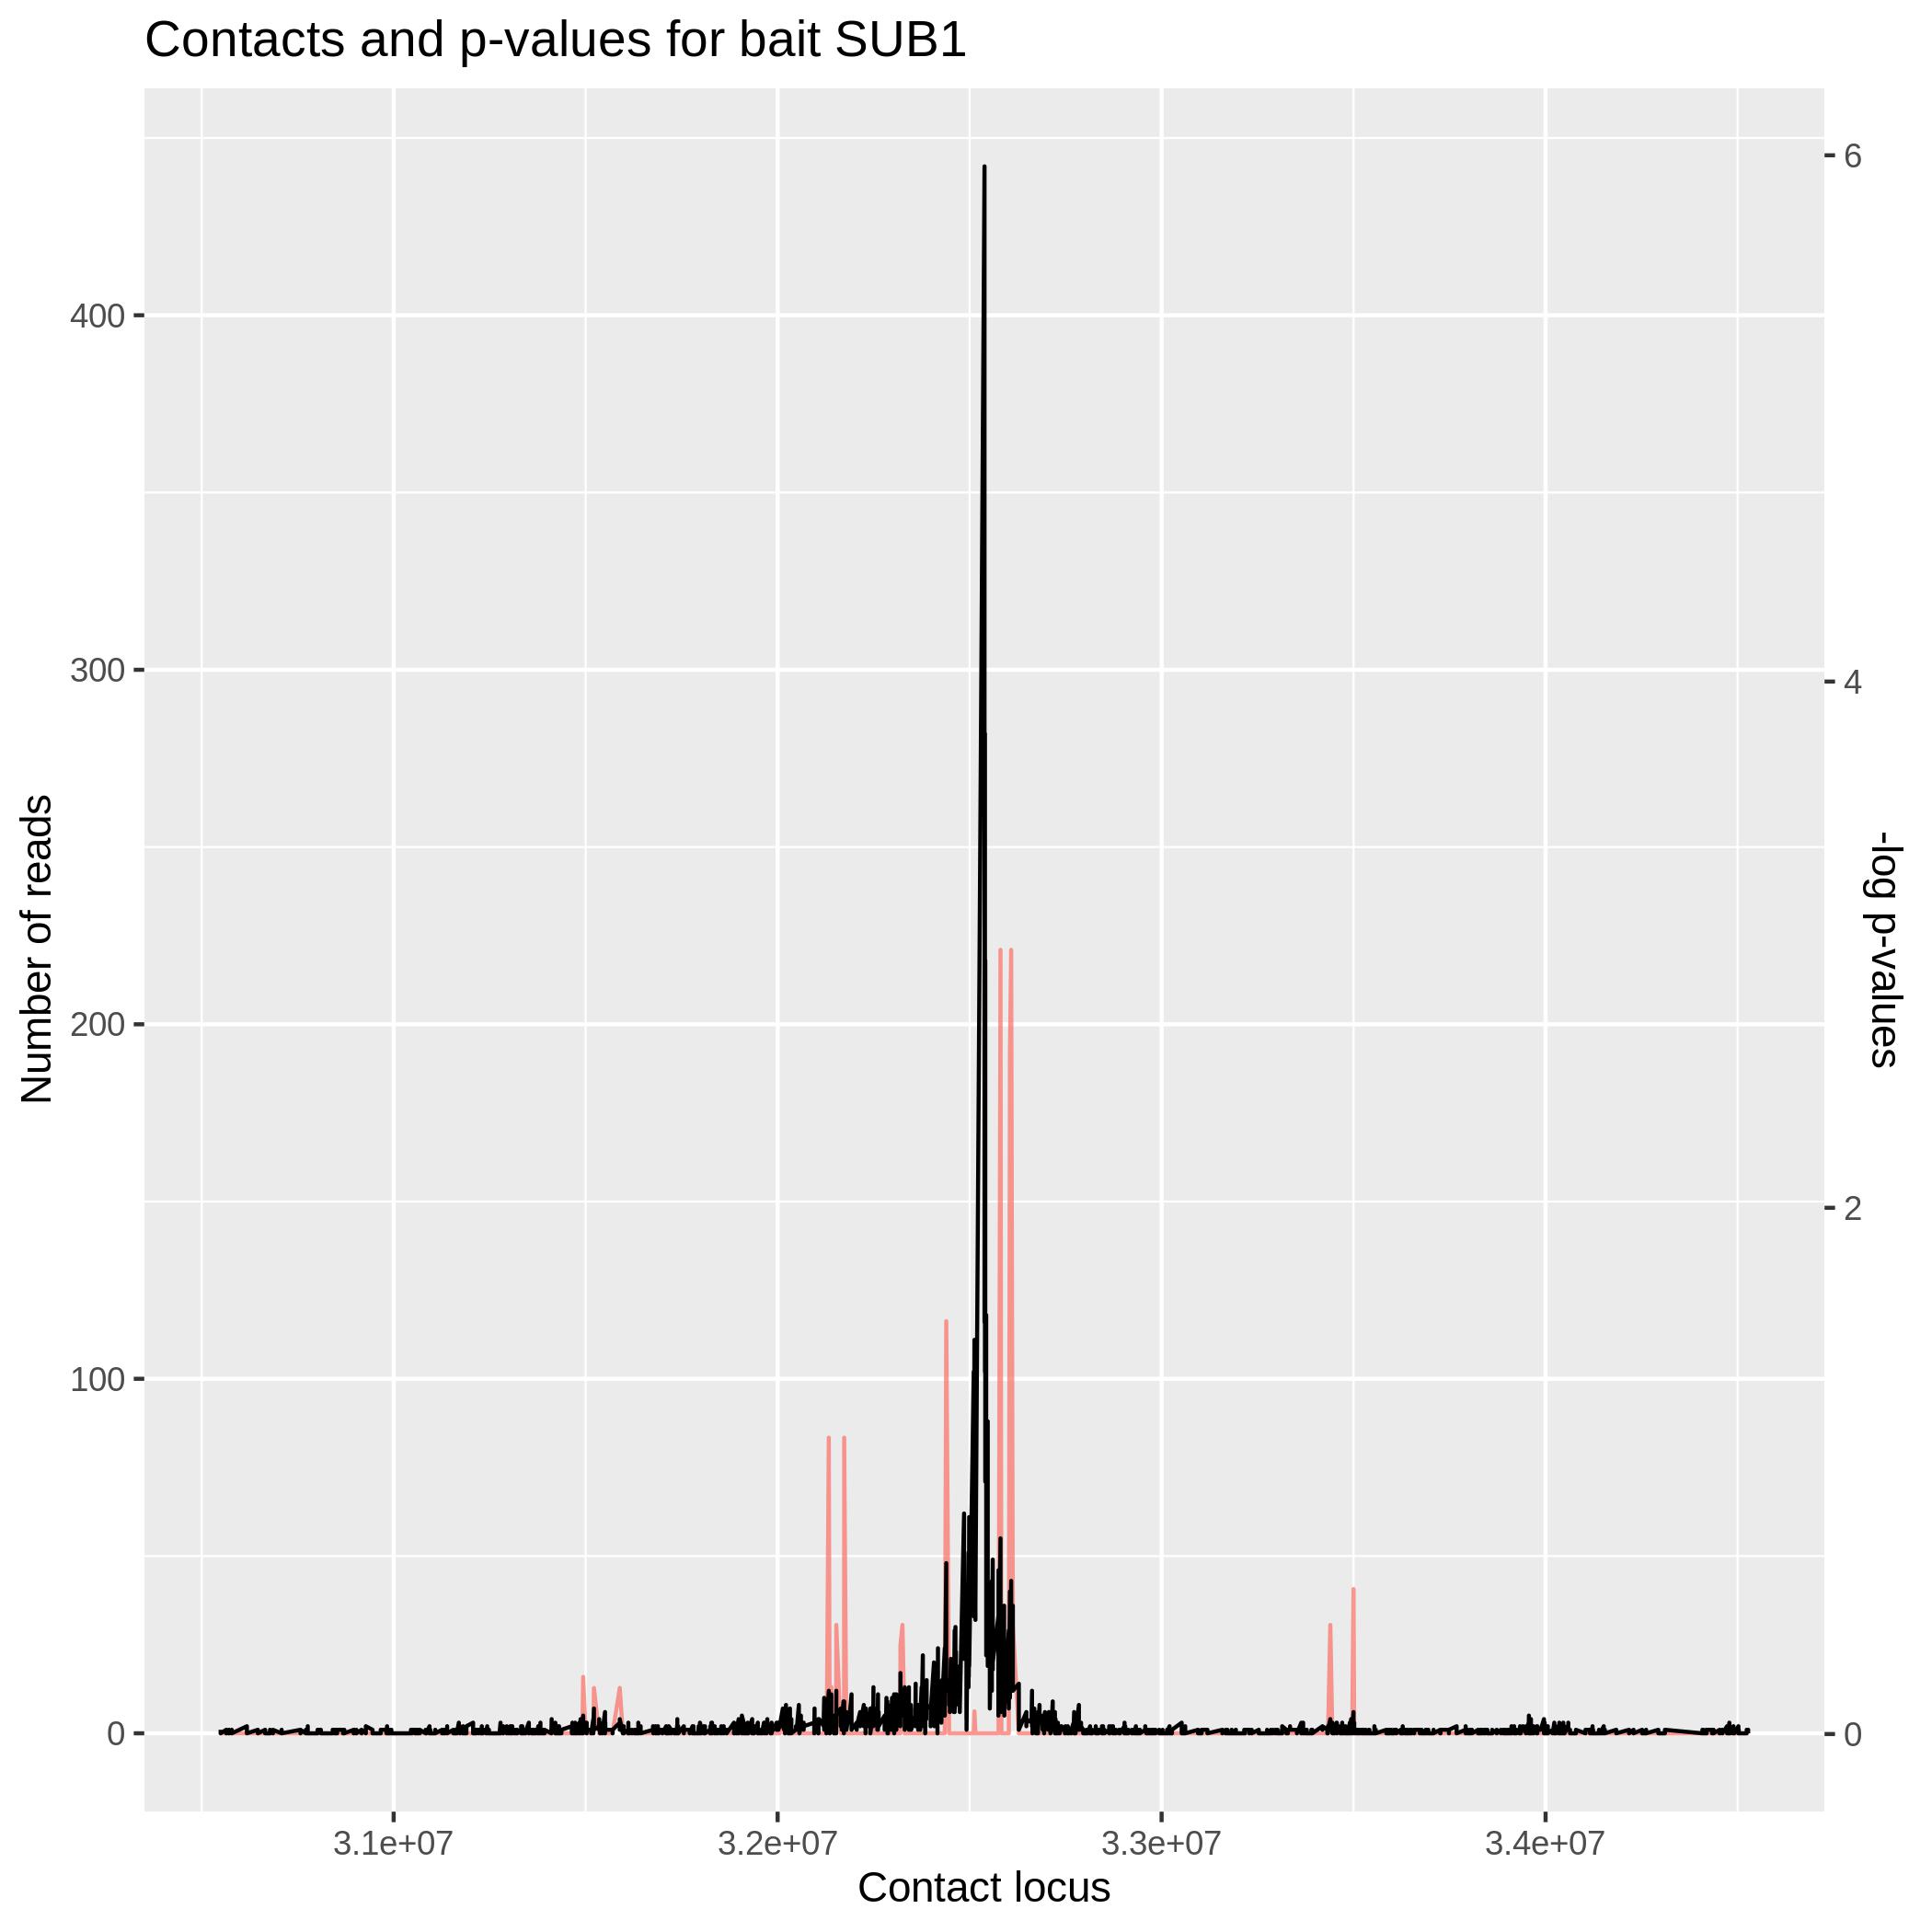 Contacts and p-values for bait SUB1
Number of reads
400
300
200
100
0
6
4
2
0
-log p-values
3.1e+07
3.2e+07
3.3e+07
3.4e+07
Contact locus